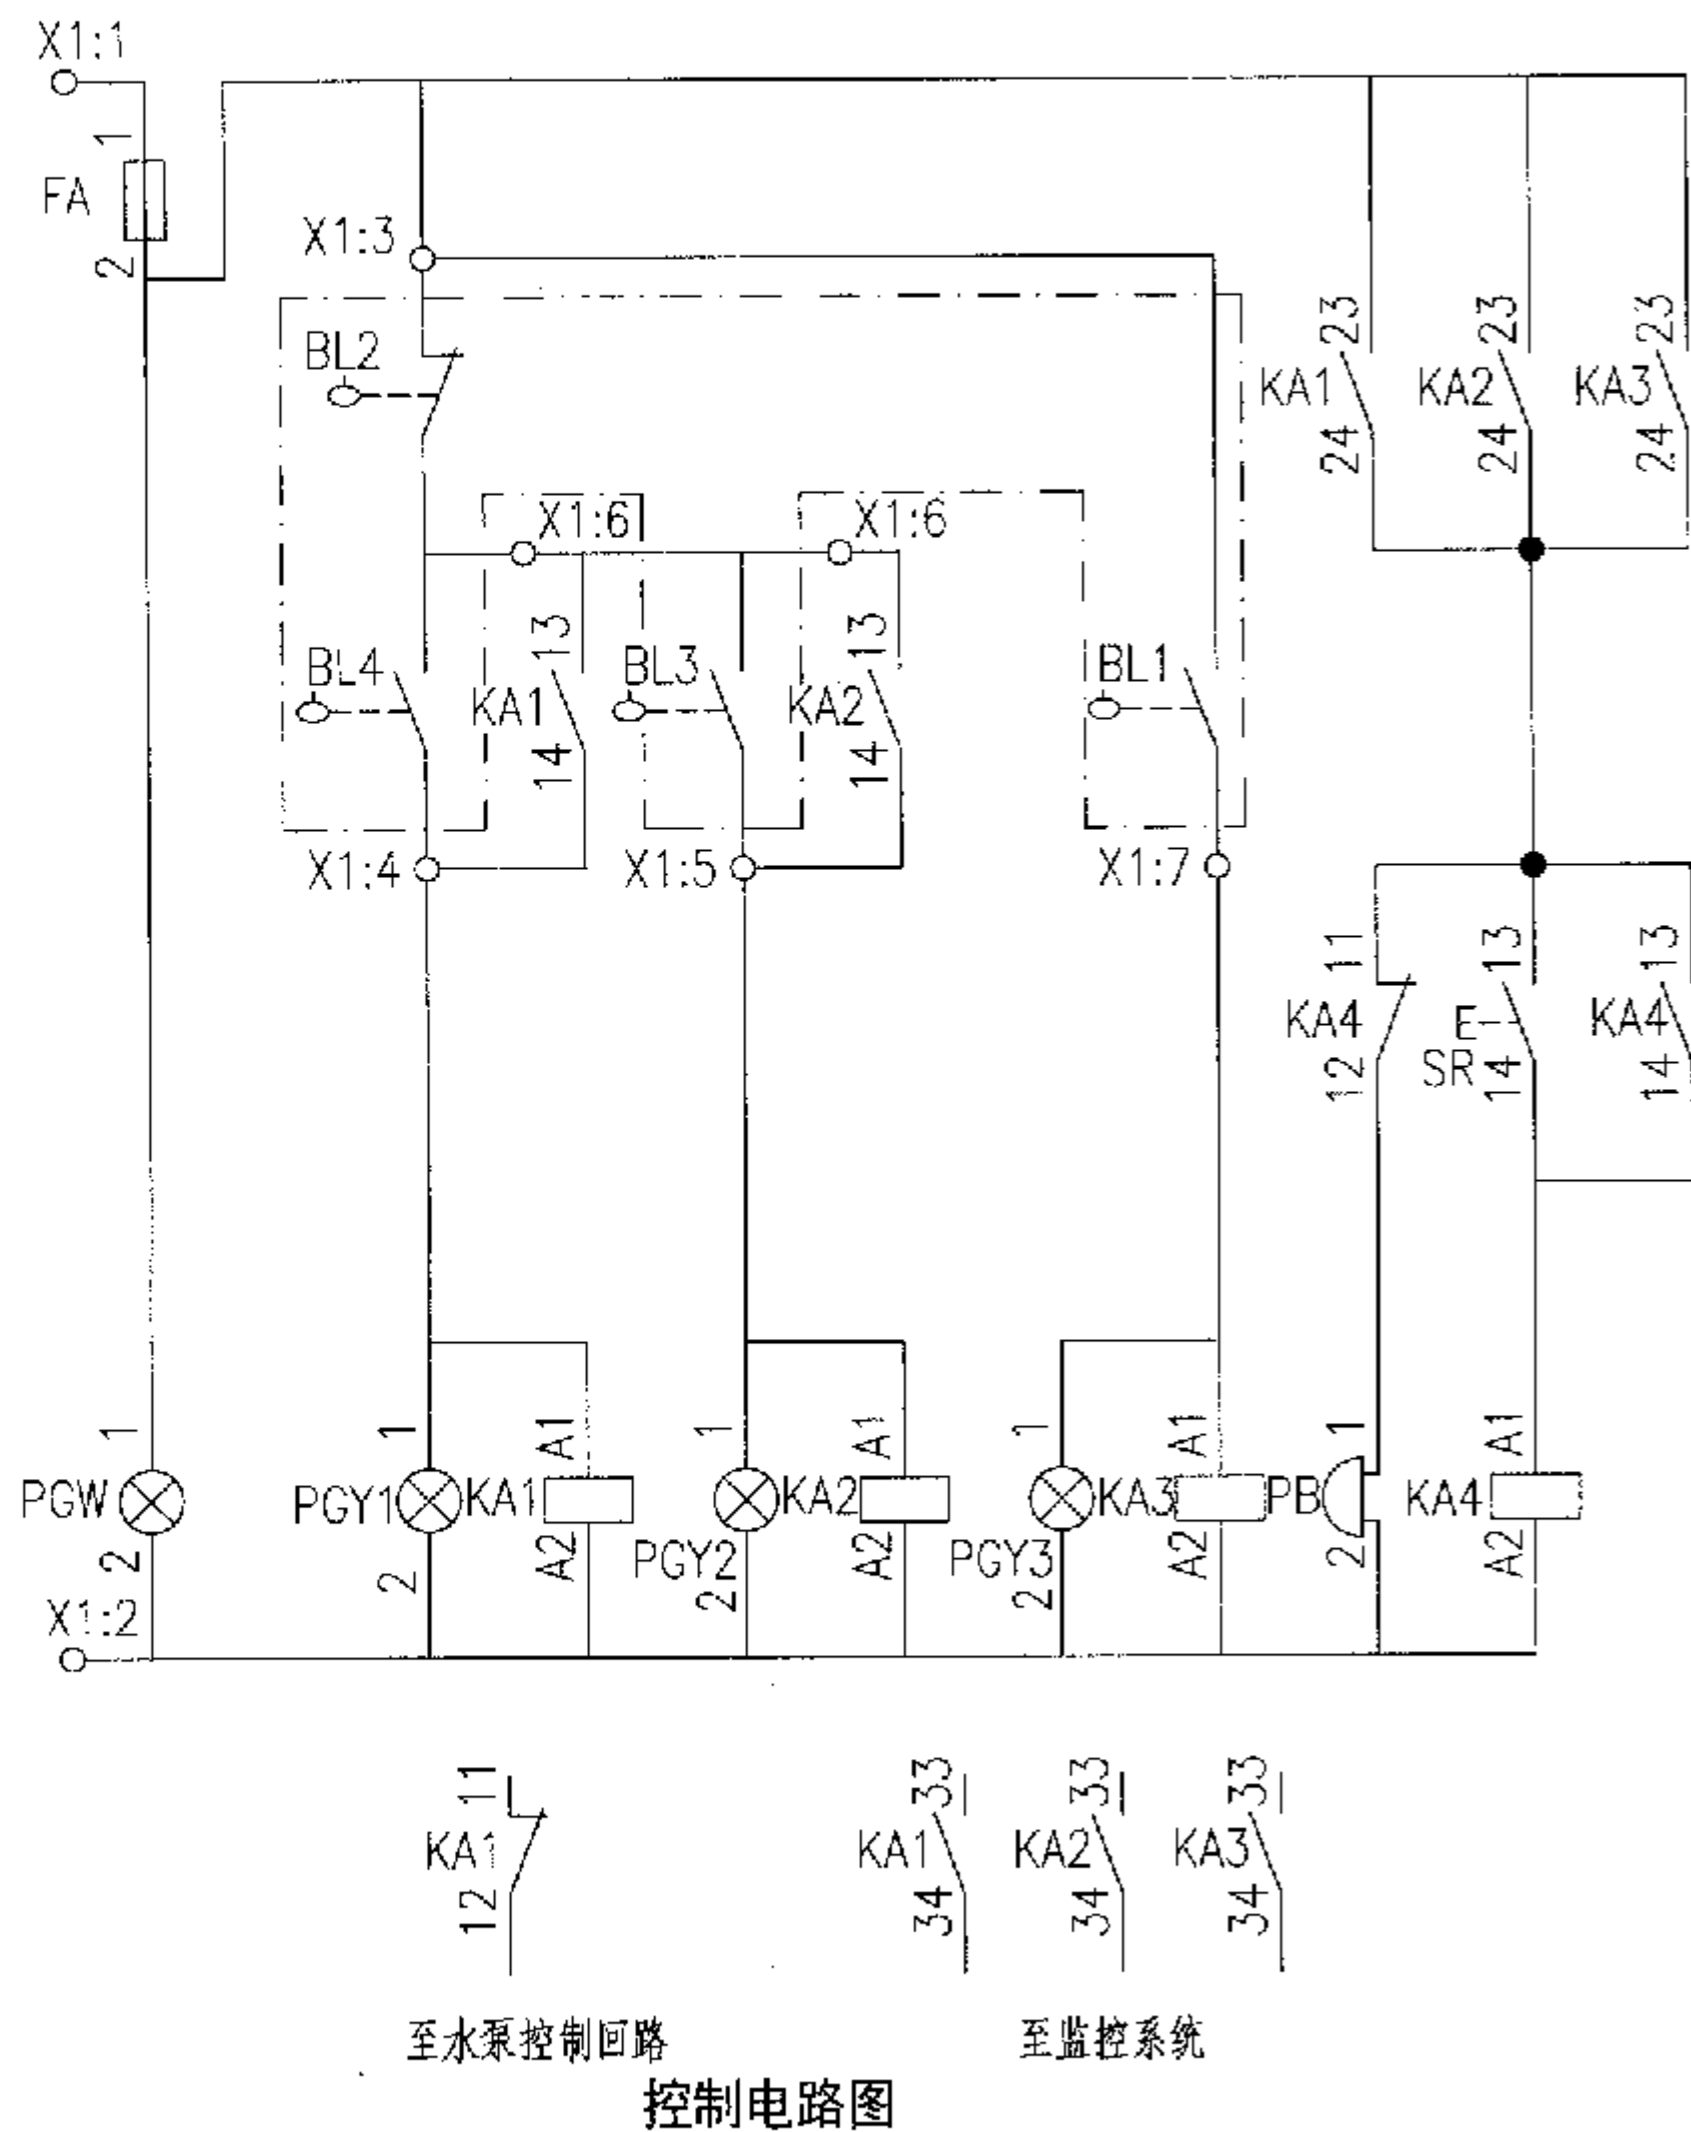 X1:1
1
FA
2
X1:3
BL2
23
KA1
24
23
KA2
24
23
KA3
24
X1:6
X1:6
BL4
13
KA1
14
BL3
13
KA2
14
BL1
X1:4
X1:5
X1:7
11
KA4
12
13
E
SR
14
13
KA4
14
1
PGW
2
1
PGY1
2
A1
KA1
A2
1
PGY2
2
A1
KA2
A2
1
PGY3
2
A1
KA3
A2
1
PB
2
A1
KA4
A2
X1:2
11
KA1
12
33
KA1
34
33
KA2
34
33
KA3
34
至水泵控制回路
至监控系统
控制电路图